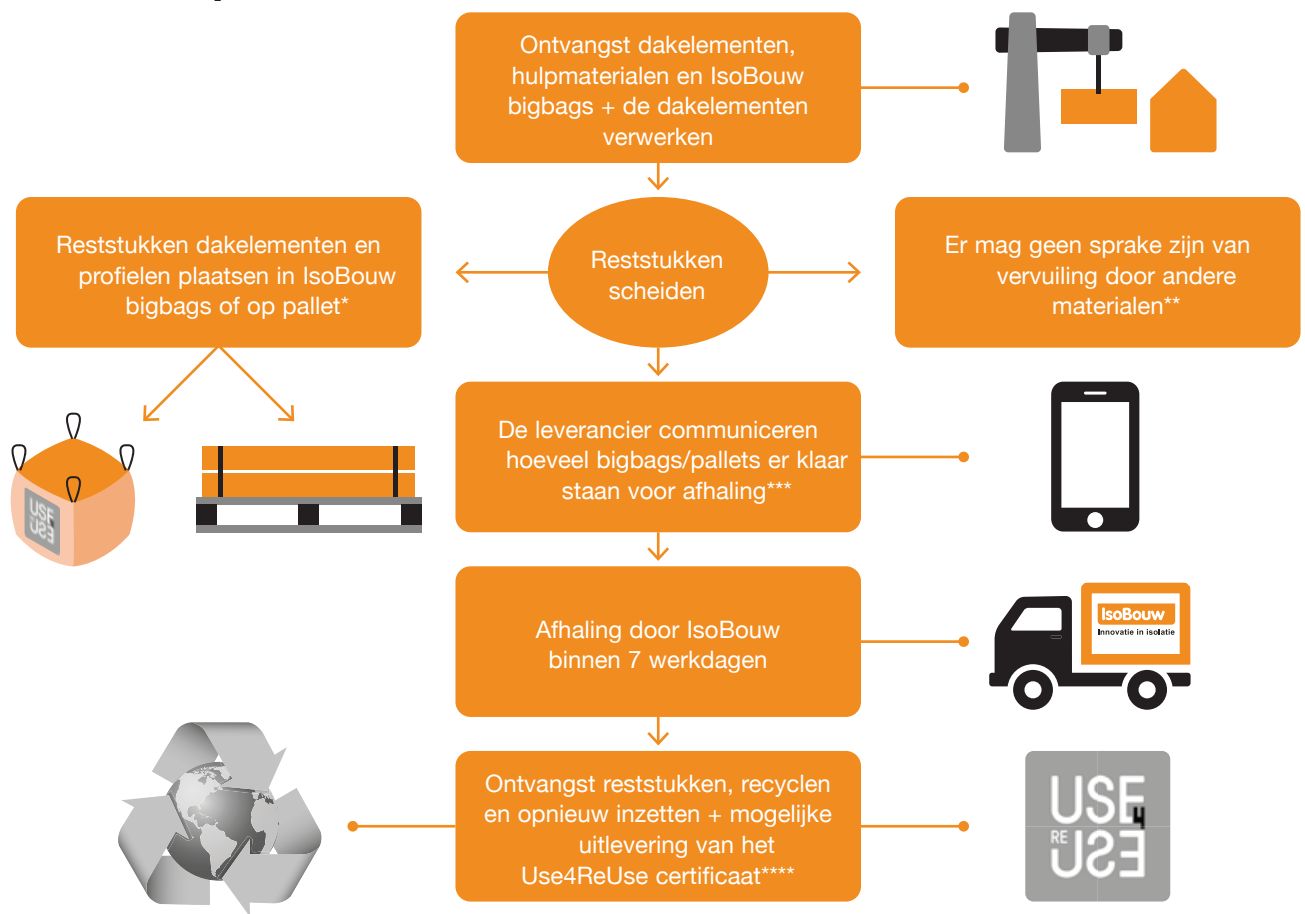 Ontvangst dakelementen,
hulpmaterialen en IsoBouw
bigbags + de dakelementen
verwerken
Reststukken dakelementen en
profielen plaatsen in IsoBouw
bigbags of op pallet*
Reststukken
scheiden
Er mag geen sprake zijn van
vervuiling door andere
materialen**
USE
USE
De leverancier communiceren
hoeveel bigbags/pallets er klaar
staan voor afhaling***
Afhaling door IsoBouw
binnen 7 werkdagen
IsoBouw
Innovatie in isolatie
Ontvangst reststukken, recyclen
en opnieuw inzetten + mogelijke
uitlevering van het
Use4ReUse certificaat****
USE
4
RE
USE